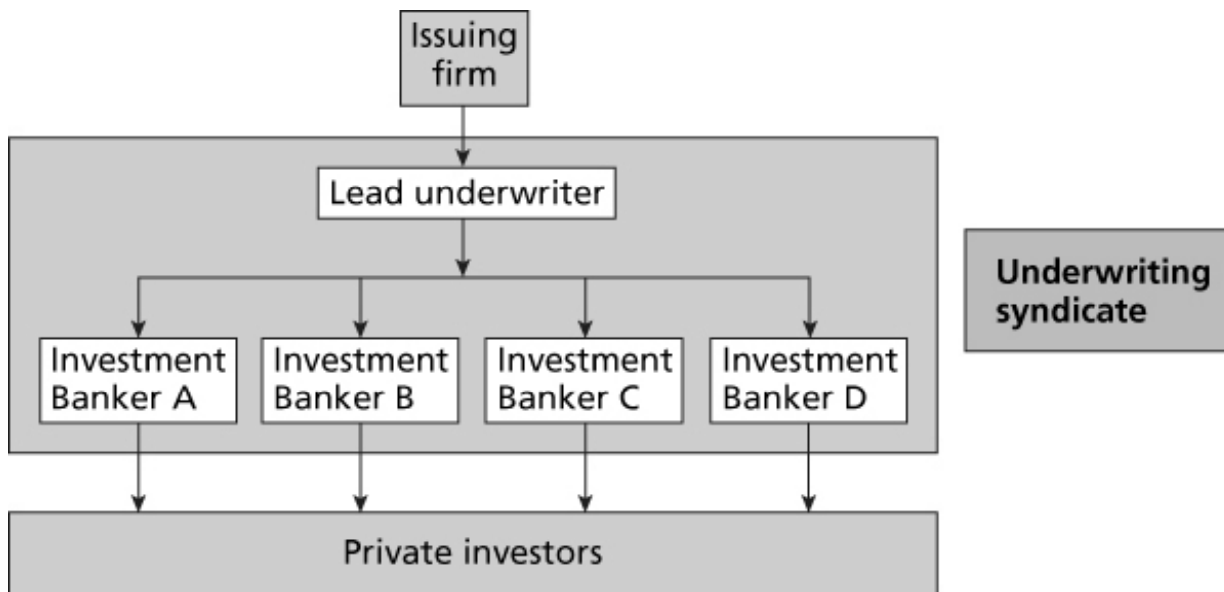 Issuing
firm
Lead underwriter
Underwriting
syndicate
Investment
Banker A
Investment
Banker B
Investment
Banker C
Investment
Banker D
Private investors